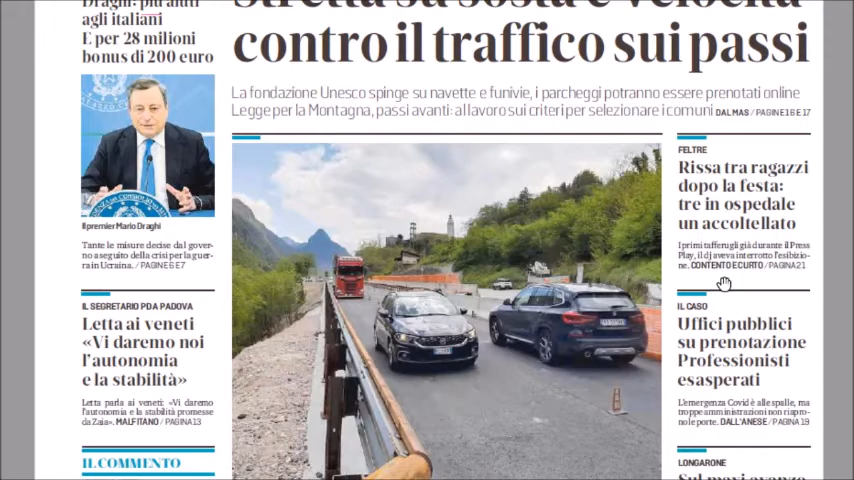 Draghi: più aiuti
agli italiani
E per 28 milioni
bonus di 200 euro
Il premier Mario Draghi
Tante le misure decise dal gover-
no a seguito della crisi per la guer-
ra in Ucraina. / PAGINE 6 E 7
IL SEGRETARIO PD A PADOVA
Letta ai veneti
«Vi daremo noi
l'autonomia
e la stabilità»
Letta parla ai veneti: «Vi daremo
l'autonomia e la stabilità promesse
da Zaia». MALFITANO / PAGINA 13
IL COMMENTO
Stretta su sosta e velocità
contro il traffico sui passi
La fondazione Unesco spinge su navette e funivie, i parcheggi potranno essere prenotati online
Legge per la Montagna, passi avanti: al lavoro sui criteri per selezionare i comuni DAL MAS / PAGINE 16 E 17
FELTRE
Rissa tra ragazzi
dopo la festa:
tre in ospedale
un accoltellato
I primi tafferugli già durante il Press
Play, il dj aveva interrotto l'esibizio-
ne. CONTENTO E CURTO / PAGINA 21
IL CASO
Uffici pubblici
su prenotazione
Professionisti
esasperati
L'emergenza Covid è alle spalle, ma
troppe amministrazioni non riapro-
no le porte. DALL'ANESE / PAGINA 19
LONGARONE